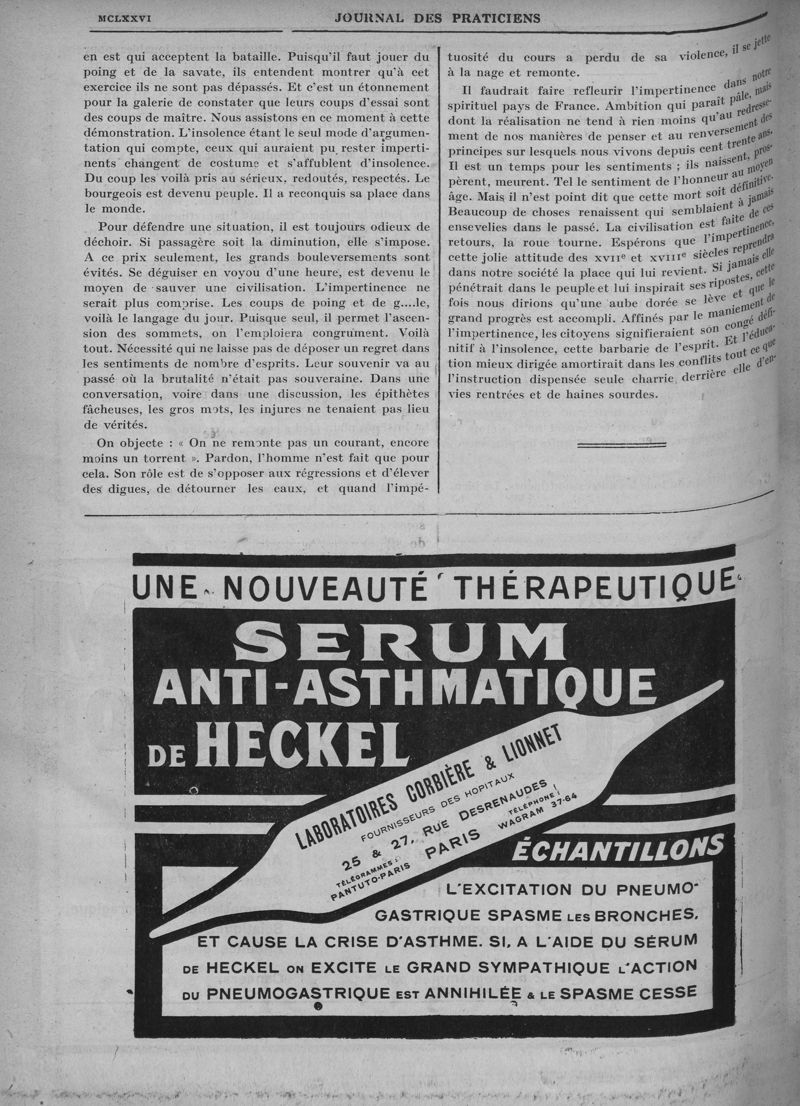 MCLXXVI
JOURNAL DES PRATICIENS
en est qui acceptent la bataille. Puisqu'il faut jouer du
poing et de la savate, ils entendent montrer qu'à cet
exercice ils ne sont pas dépassés. Et c'est un étonnement
pour la galerie de constater que leurs coups d'essai sont
des coups de maître. Nous assistons en ce moment à cette
démonstration. L'insolence étant le seul mode d'argumen-
tation qui compte, ceux qui auraient pu rester imperti-
nents changent de costume et s'affublent d'insolence.
Du coup les voilà pris au sérieux, redoutés, respectés. Le
bourgeois est devenu peuple. Il a reconquis sa place dans
le monde.
Pour défendre une situation, il est toujours odieux de
déchoir. Si passagère soit la diminution, elle s'impose.
A ce prix seulement, les grands bouleversements sont
évités. Se déguiser en voyou d'une heure, est devenu le
moyen de sauver une civilisation. L'impertinence ne
serait plus comprise. Les coups de poing et de g....le,
voilà le langage du jour. Puisque seul, il permet l'ascen-
sion des sommets, on l'emploiera congrument. Voilà
tout. Nécessité qui ne laisse pas de déposer un regret dans
les sentiments de nombre d'esprits. Leur souvenir va au
passé où la brutalité n'était pas souveraine. Dans une
conversation, voire dans une discussion, les épithètes
fâcheuses, les gros mots, les injures ne tenaient pas lieu
de vérités.
On objecte : « On ne remonte pas un courant, encore
moins un torrent ». Pardon, l'homme n'est fait que pour
cela. Son rôle est de s'opposer aux régressions et d'élever
des digues, de détourner les eaux, et quand l'impé-
tuosité du cours a perdu de sa violence, il se jette
à la nage et remonte.
Il faudrait faire refleurir l'impertinence dans notre
spirituel pays de France. Ambition qui paraît pâle, mais
dont la réalisation ne tend à rien moins qu'au redresse-
ment de nos manières de penser et au renversement des
principes sur lesquels nous vivons depuis cent trente ans.
Il est un temps pour les sentiments ; ils naissent, pros-
pèrent, meurent. Tel le sentiment de l'honneur au moyen
âge. Mais il n'est point dit que cette mort soit définitive.
Beaucoup de choses renaissent qui semblaient à jamais
ensevelies dans le passé. La civilisation est faite de ces
retours, la roue tourne. Espérons que l'impertinence,
cette jolie attitude des XVIIe et XVIIIe siècles reprendra
dans notre société la place qui lui revient. Si jamais elle
pénétrait dans le peuple et lui inspirait ses ripostes, cette
fois nous dirions qu'une aube dorée se lève et que le
grand progrès est accompli. Affinés par le maniement de
l'impertinence, les citoyens signifieraient son congé défi-
nitif à l'insolence, cette barbarie de l'esprit. Et l'éduca-
tion mieux dirigée amortirait dans les conflits tout ce que
l'instruction dispensée seule charrie derrière elle d'en-
vies rentrées et de haines sourdes.
UNE NOUVEAUTÉ THÉRAPEUTIQUE
SERUM
ANTI-ASTHMATIQUE
DE HECKEL
LABORATOIRES CORBIÈRE & LIONNET
FOURNISSEURS DES HOPITAUX
25 & 27, RUE DESRENAUDES
TÉLÉGRAMMES :
PANTUTO-PARIS
PARIS
TÉLÉPHONE :
WAGRAM 37-64
ÉCHANTILLONS
L'EXCITATION DU PNEUMO-
GASTRIQUE SPASME LES BRONCHES,
ET CAUSE LA CRISE D'ASTHME. SI, A L'AIDE DU SÉRUM
DE HECKEL ON EXCITE LE GRAND SYMPATHIQUE L'ACTION
DU PNEUMOGASTRIQUE EST ANNIHILÉE & LE SPASME CESSE